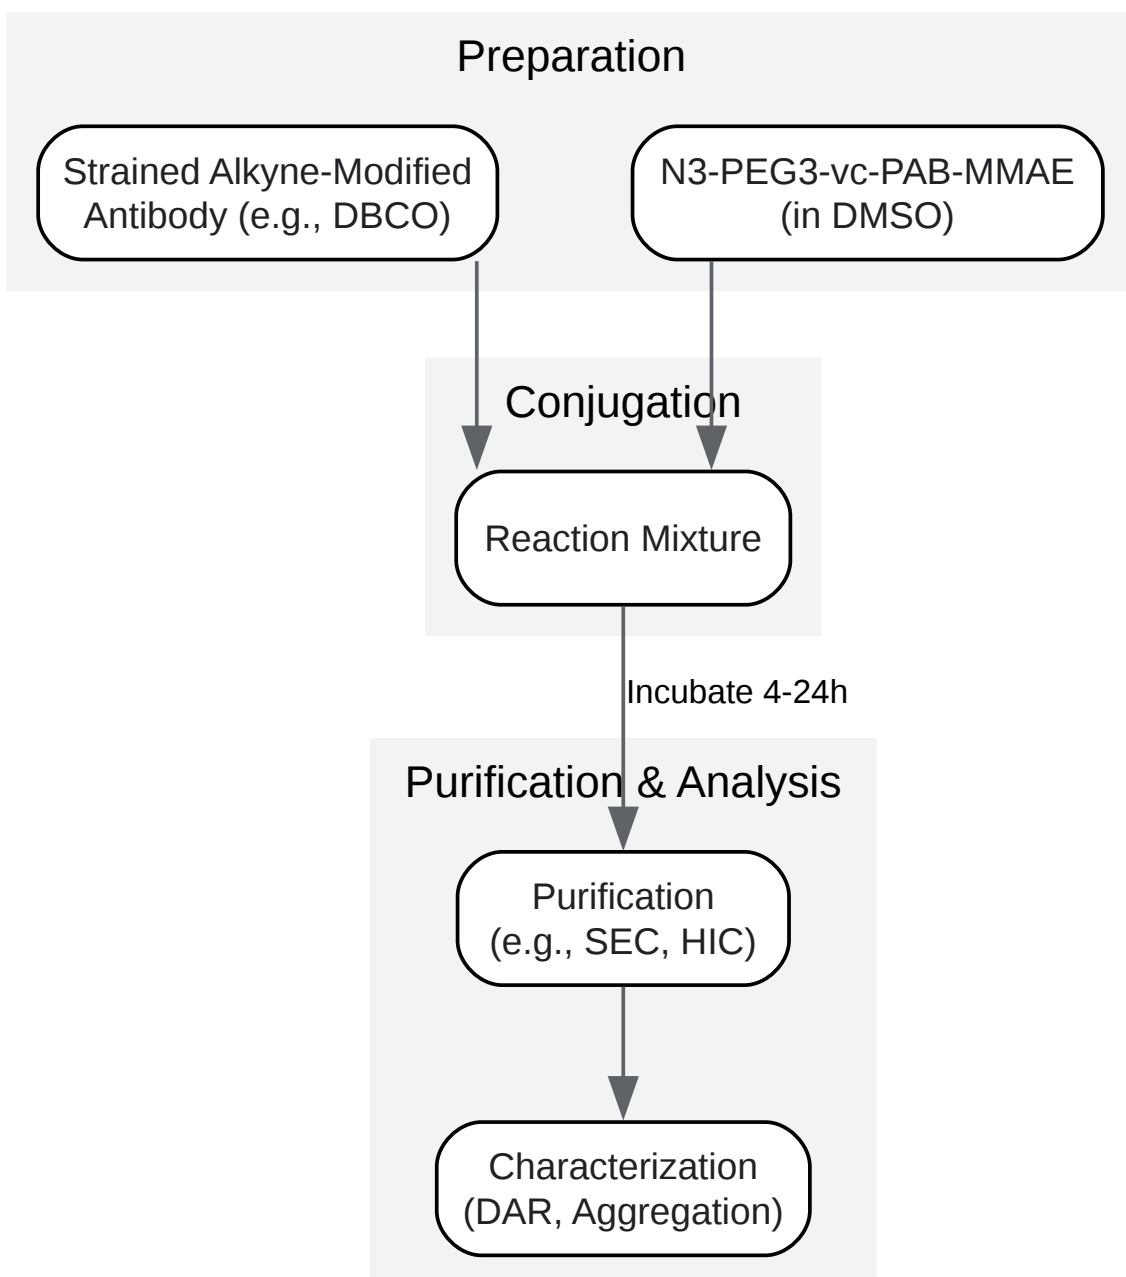 Preparation
Strained Alkyne-Modified
Antibody (e.g., DBCO)
N3-PEG3-vc-PAB-MMAE
(in DMSO)
Conjugation
Reaction Mixture
Incubate 4-24h
Purification & Analysis
Purification
(e.g., SEC, HIC)
Characterization
(DAR, Aggregation)